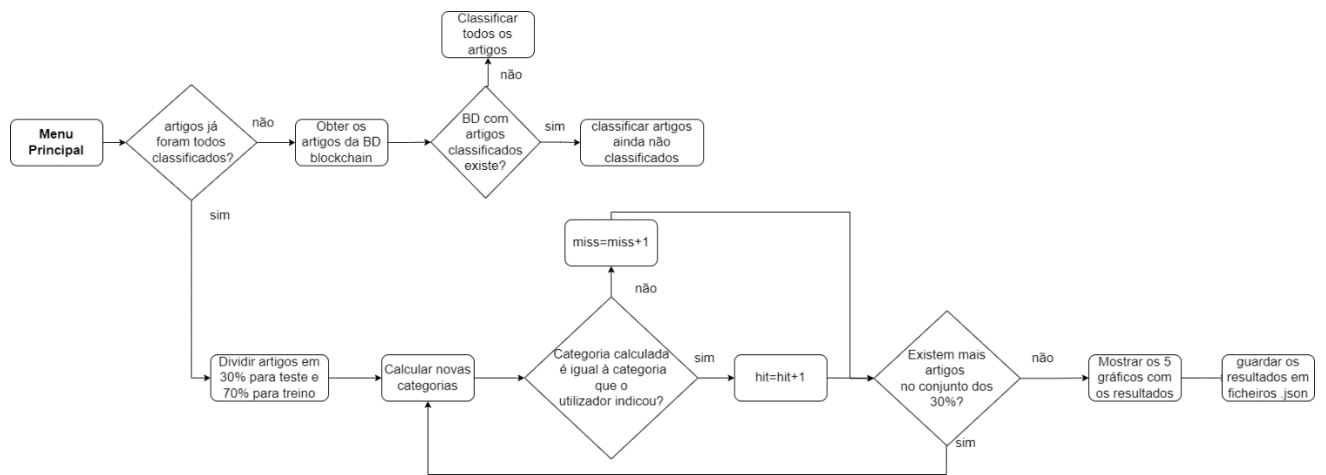 Classificar
todos os
artigos
não
Menu
Principal
artigos já
foram todos
classificados?
não
Obter os
artigos da BD
blockchain
BD com
artigos
classificados
existe?
sim
classificar artigos
ainda não
classificados
sim
miss=miss+1
não
Dividir artigos em
30% para teste e
70% para treino
Calcular novas
categorias
Categoria calculada
é igual à categoria
que o
utilizador indicou?
sim
hit=hit+1
Existem mais
artigos
no conjunto dos
30%?
não
Mostrar os 5
gráficos com
os resultados
guardar os
resultados em
ficheiros .json
sim